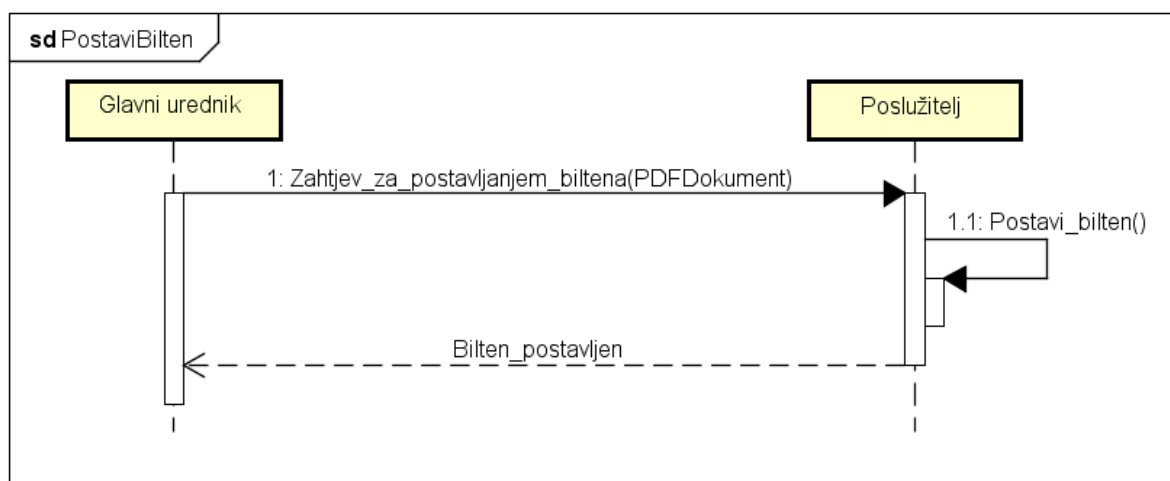 sd PostaviBilten
Glavni urednik
Poslužitelj
1: Zahtjev_za_postavljanjem_biltena(PDFDokument)
1.1: Postavi_bilten()
Bilten_postavljen